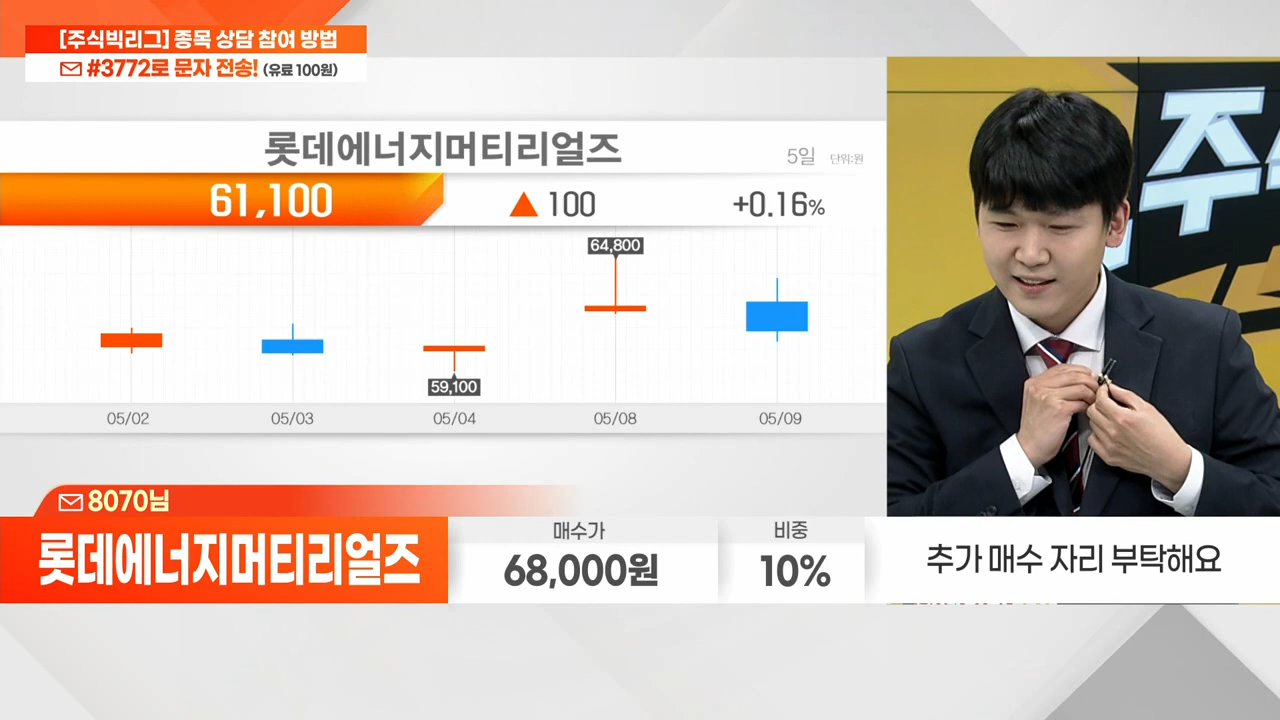 [주식빅리그] 종목 상담 참여 방법
#3772로 문자 전송! (유료 100원)
롯데에너지머티리얼즈
5일 단위:원
61,100 ▲ 100 +0.16%
64,800
59,100
05/02 05/03 05/04 05/08 05/09
주
8070님
롯데에너지머티리얼즈
매수가
68,000원
비중
10%
추가 매수 자리 부탁해요